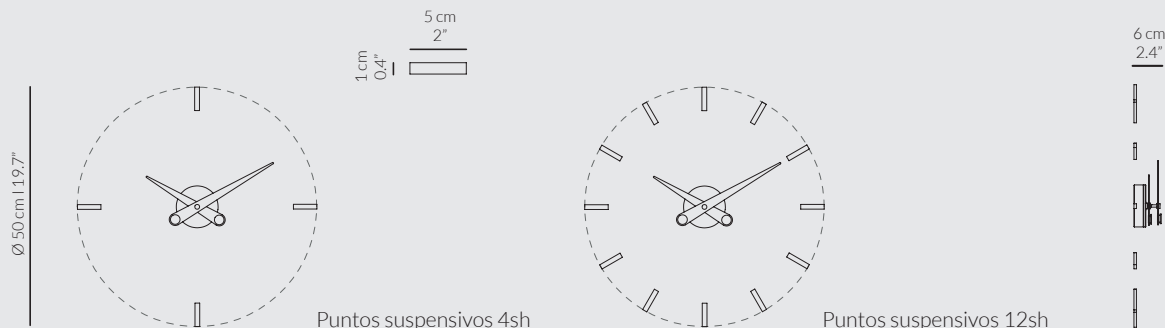 5 cm
2”
1 cm
0.4”
6 cm
2.4”
Ø 50 cm I 19.7”
Puntos suspensivos 4sh
Puntos suspensivos 12sh